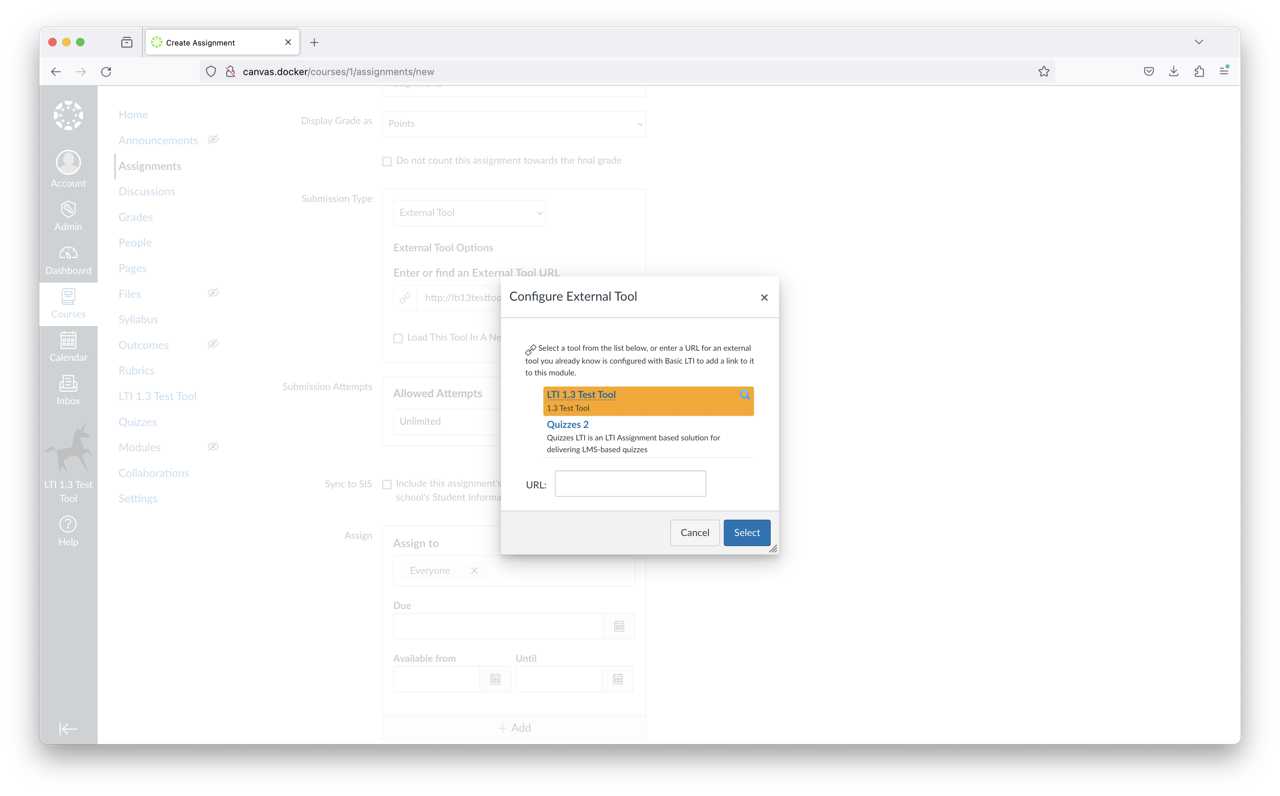 Create Assignment
canvas.docker/courses/1/assignments/new
Account
Admin
Dashboard
Courses
Calendar
Inbox
LTI 1.3 Test
Tool
Help
Home
Announcements
Assignments
Discussions
Grades
People
Pages
Files
Syllabus
Outcomes
Rubrics
LTI 1.3 Test Tool
Quizzes
Modules
Collaborations
Settings
Display Grade as
Points
Do not count this assignment towards the final grade
Submission Type
External Tool
External Tool Options
Enter or find an External Tool URL
http://lti13testtoo
Load This Tool In A Ne
Submission Attempts
Allowed Attempts
Unlimited
Sync to SIS
Include this assignment's
school's Student Informa
Assign
Assign to
Everyone
Due
Available from
Until
+ Add
Configure External Tool
Select a tool from the list below, or enter a URL for an external
tool you already know is configured with Basic LTI to add a link to it
to this module.
LTI 1.3 Test Tool
1.3 Test Tool
Quizzes 2
Quizzes LTI is an LTI Assignment based solution for
delivering LMS-based quizzes
URL:
Cancel
Select